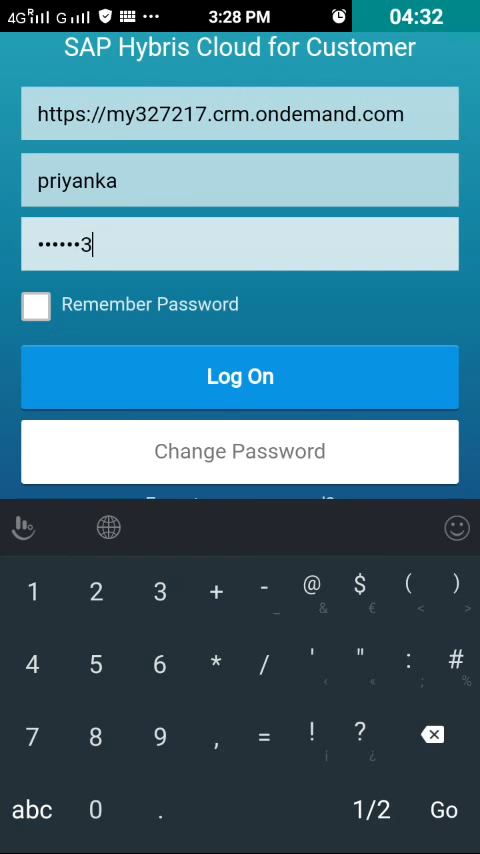 4G R G ... 3:28 PM 04:32
SAP Hybris Cloud for Customer
https://my327217.crm.ondemand.com
priyanka
••••••3
Remember Password
Log On
Change Password
1 2 3 + - _ @ & $ € ( < ) >
4 5 6 * / ' ‹ " « : ; # %
7 8 9 , = ! ¡ ? ¿
abc 0 . 1/2 Go